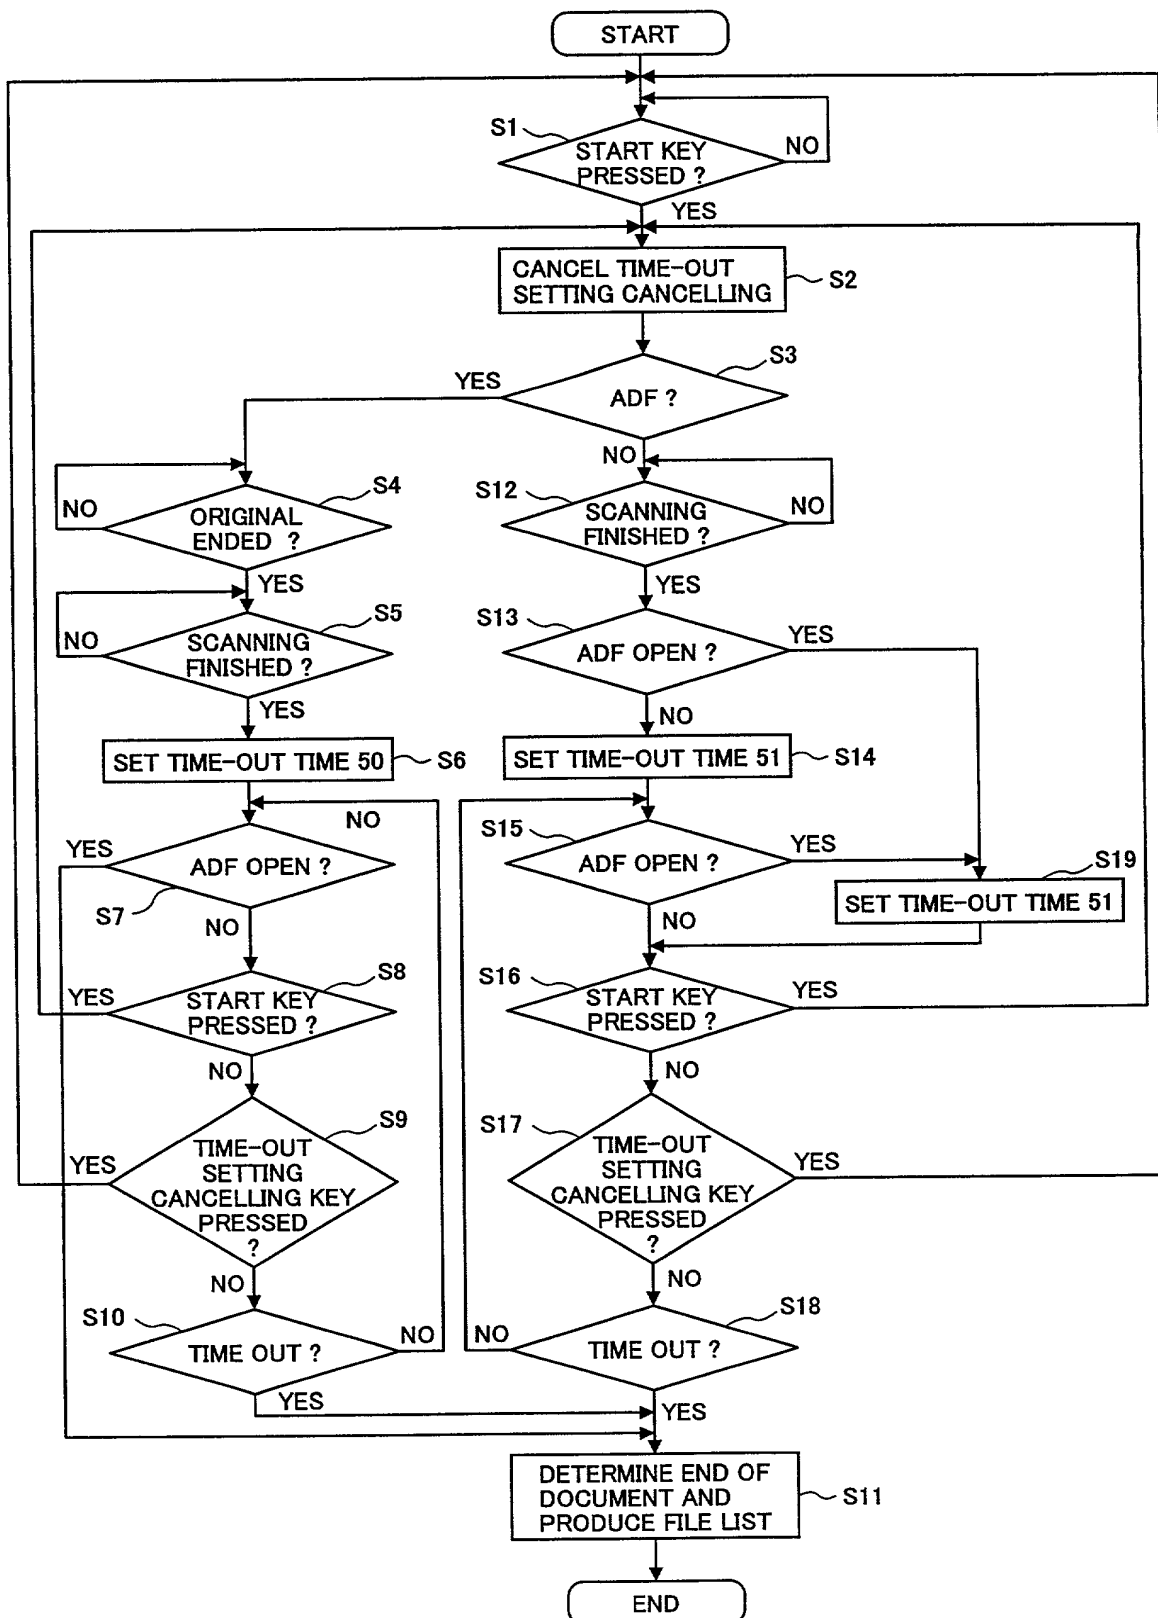 START
S1
START KEY
PRESSED ?
NO
YES
CANCEL TIME-OUT
SETTING CANCELLING
S2
S3
YES
ADF ?
NO
S4
NO
ORIGINAL
ENDED ?
YES
S12
SCANNING
FINISHED ?
NO
YES
S5
NO
SCANNING
FINISHED ?
YES
S13
ADF OPEN ?
YES
NO
SET TIME-OUT TIME 50
S6
SET TIME-OUT TIME 51
S14
NO
YES
ADF OPEN ?
S7
NO
S15
ADF OPEN ?
YES
NO
S19
SET TIME-OUT TIME 51
S8
YES
START KEY
PRESSED ?
NO
S16
START KEY
PRESSED ?
YES
NO
S9
YES
TIME-OUT
SETTING
CANCELLING KEY
PRESSED
?
NO
S17
TIME-OUT
SETTING
CANCELLING KEY
PRESSED
?
YES
NO
S10
TIME OUT ?
NO
YES
S18
NO
TIME OUT ?
YES
DETERMINE END OF
DOCUMENT AND
PRODUCE FILE LIST
S11
END